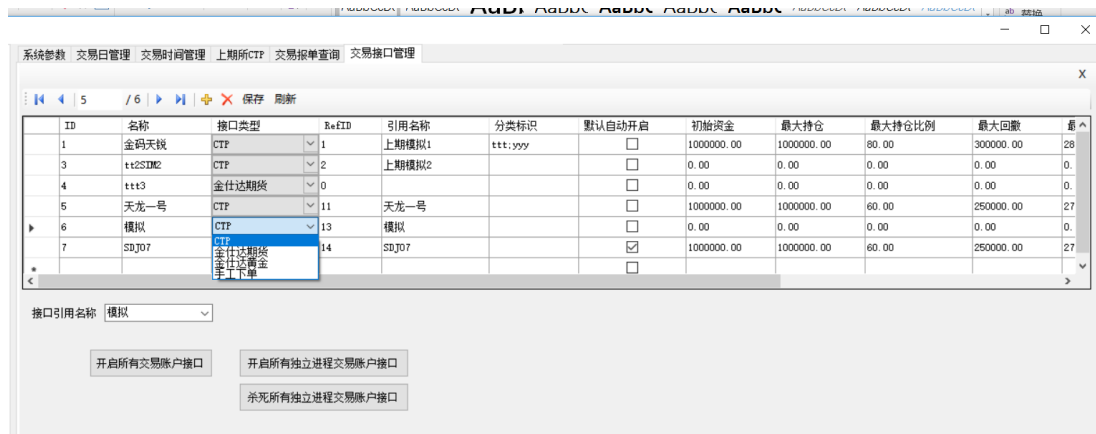 替换
系统参数 交易日管理 交易时间管理 上期所CTP 交易报单查询 交易接口管理
X
5 / 6 保存 刷新
ID 名称 接口类型 RefID 引用名称 分类标识 默认自动开启 初始资金 最大持仓 最大持仓比例 最大回撤
1 金码天锐 CTP 1 上期模拟1 ttt;yyy 1000000.00 1000000.00 80.00 300000.00 28
3 tt2SIM2 CTP 2 上期模拟2 0.00 0.00 0.00 0.00 0.
4 ttt3 金仕达期货 0 0.00 0.00 0.00 0.00 0.
5 天龙一号 CTP 11 天龙一号 1000000.00 1000000.00 60.00 250000.00 27
6 模拟 CTP 13 模拟 0.00 0.00 0.00 0.00 0.
7 SDJ07 CTP 14 SDJ07 1000000.00 1000000.00 60.00 250000.00 27
金仕达期货
金仕达黄金
手工下单
接口引用名称 模拟
开启所有交易账户接口 开启所有独立进程交易账户接口
杀死所有独立进程交易账户接口